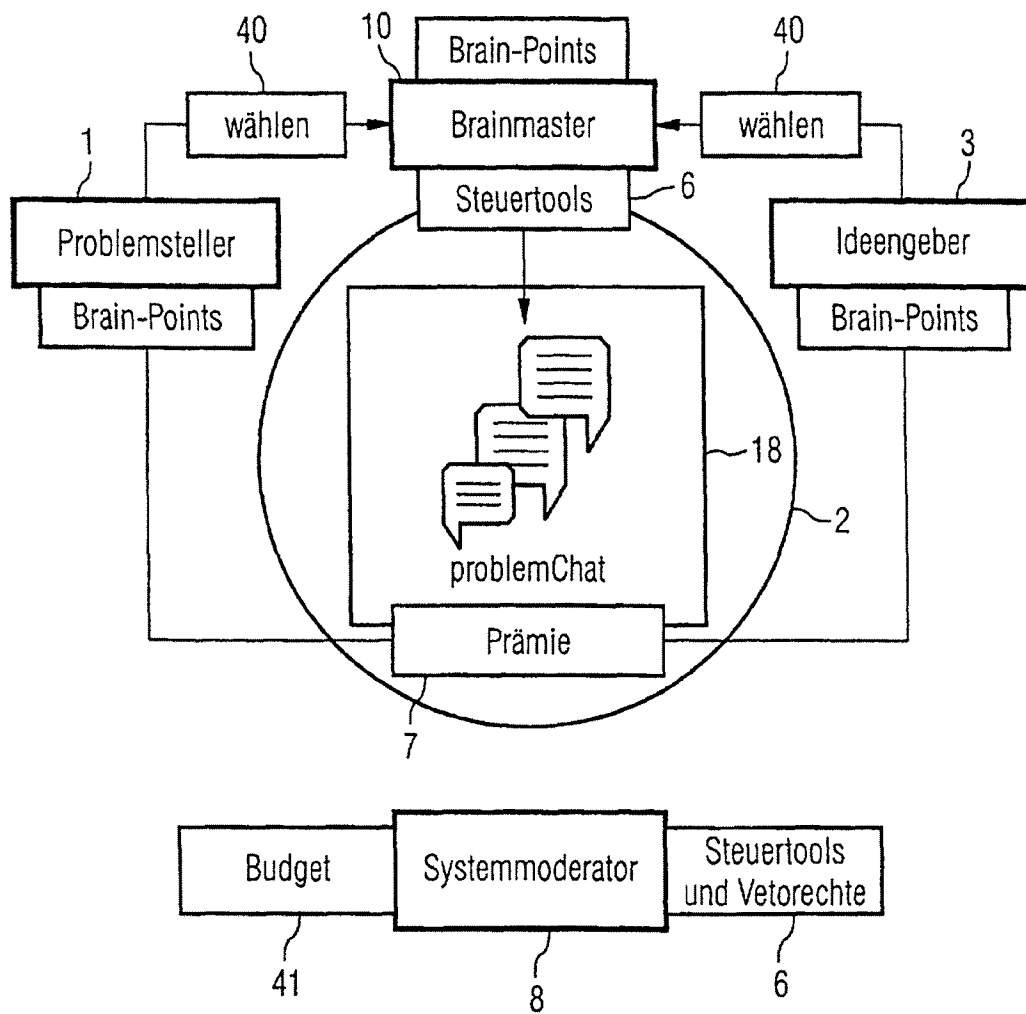 40
10
Brain-Points
40
wählen
Brainmaster
wählen
1
3
Steuertools
6
Problemsteller
Ideengeber
Brain-Points
Brain-Points
18
2
problemChat
Prämie
7
Budget
Systemmoderator
Steuertools
und Vetorechte
41
8
6